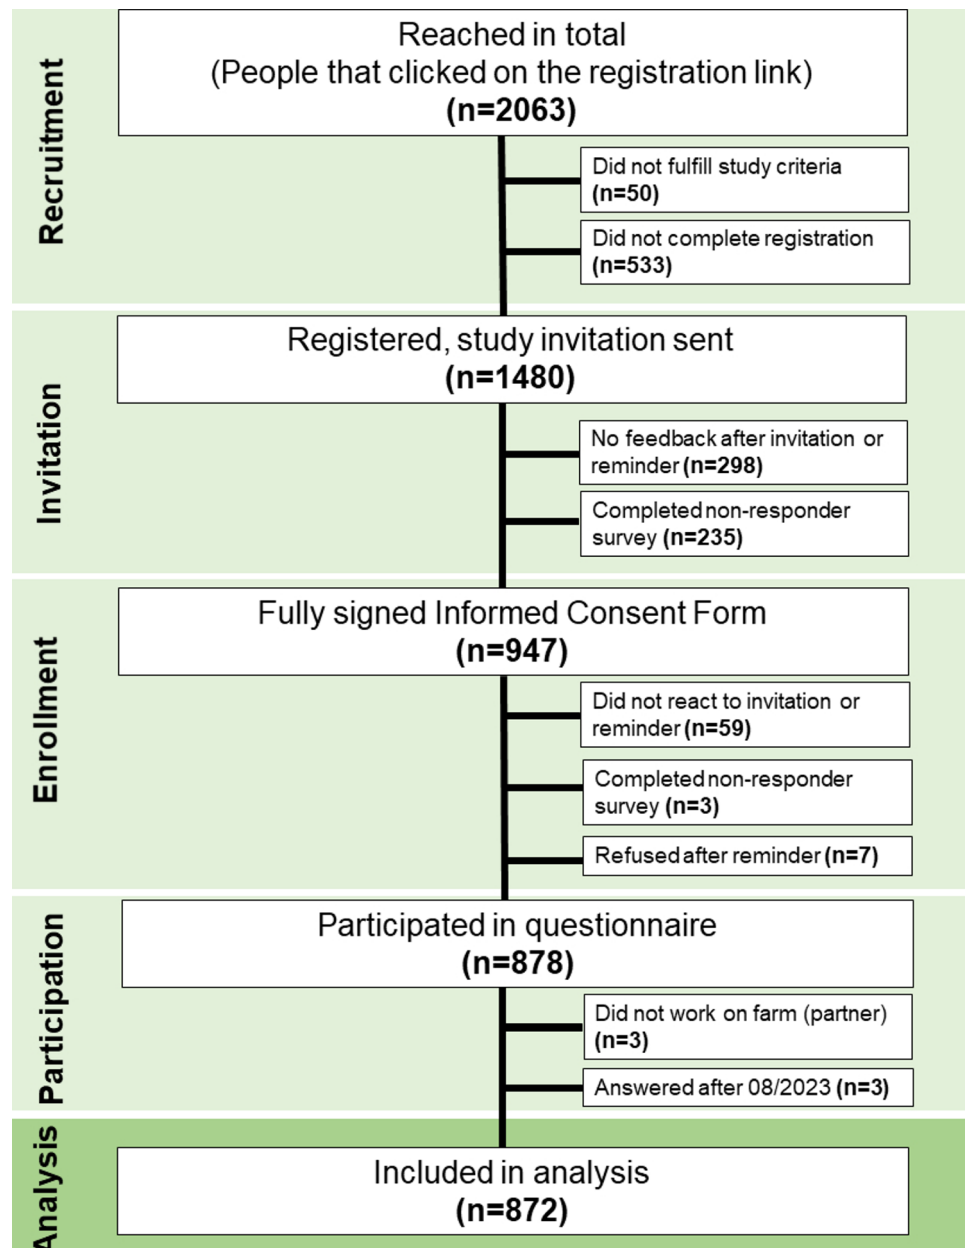 Recruitment
Reached in total
(People that clicked on the registration link)
(n=2063)
Did not fulfill study criteria
(n=50)
Did not complete registration
(n=533)
Invitation
Registered, study invitation sent
(n=1480)
No feedback after invitation or
reminder (n=298)
Completed non-responder
survey (n=235)
Enrollment
Fully signed Informed Consent Form
(n=947)
Did not react to invitation or
reminder (n=59)
Completed non-responder
survey (n=3)
Refused after reminder (n=7)
Participation
Participated in questionnaire
(n=878)
Did not work on farm (partner)
(n=3)
Answered after 08/2023 (n=3)
Analysis
Included in analysis
(n=872)